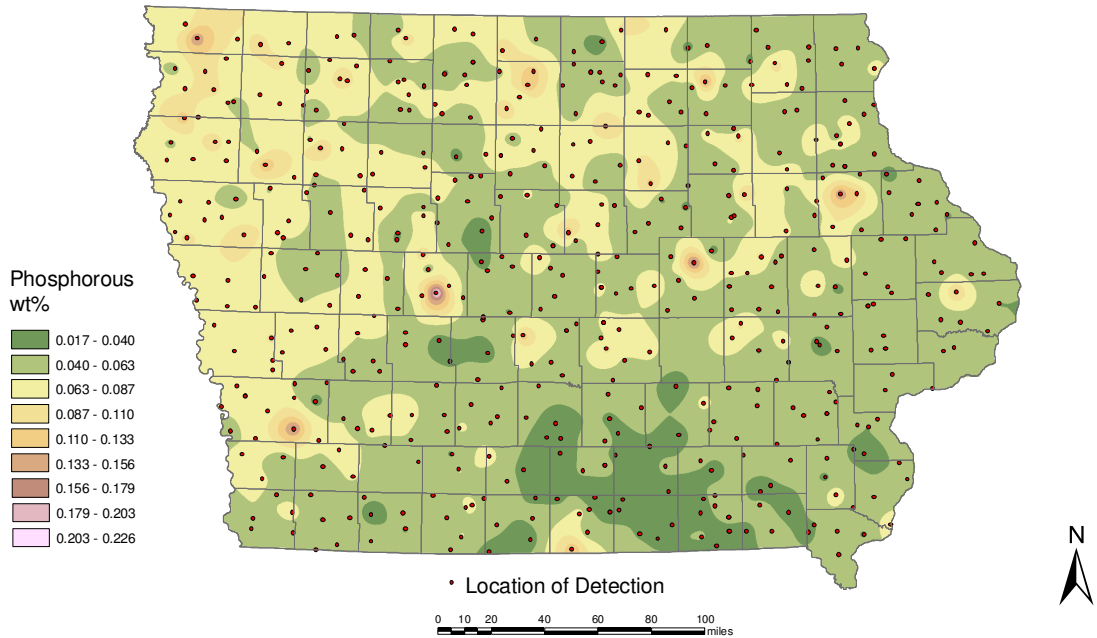 Phosphorous
wt%
0.017 - 0.040
0.040 - 0.063
0.063 - 0.087
0.087 - 0.110
0.110 - 0.133
0.133 - 0.156
0.156 - 0.179
0.179 - 0.203
0.203 - 0.226
Location of Detection
N
0 10 20 40 60 80 100
miles